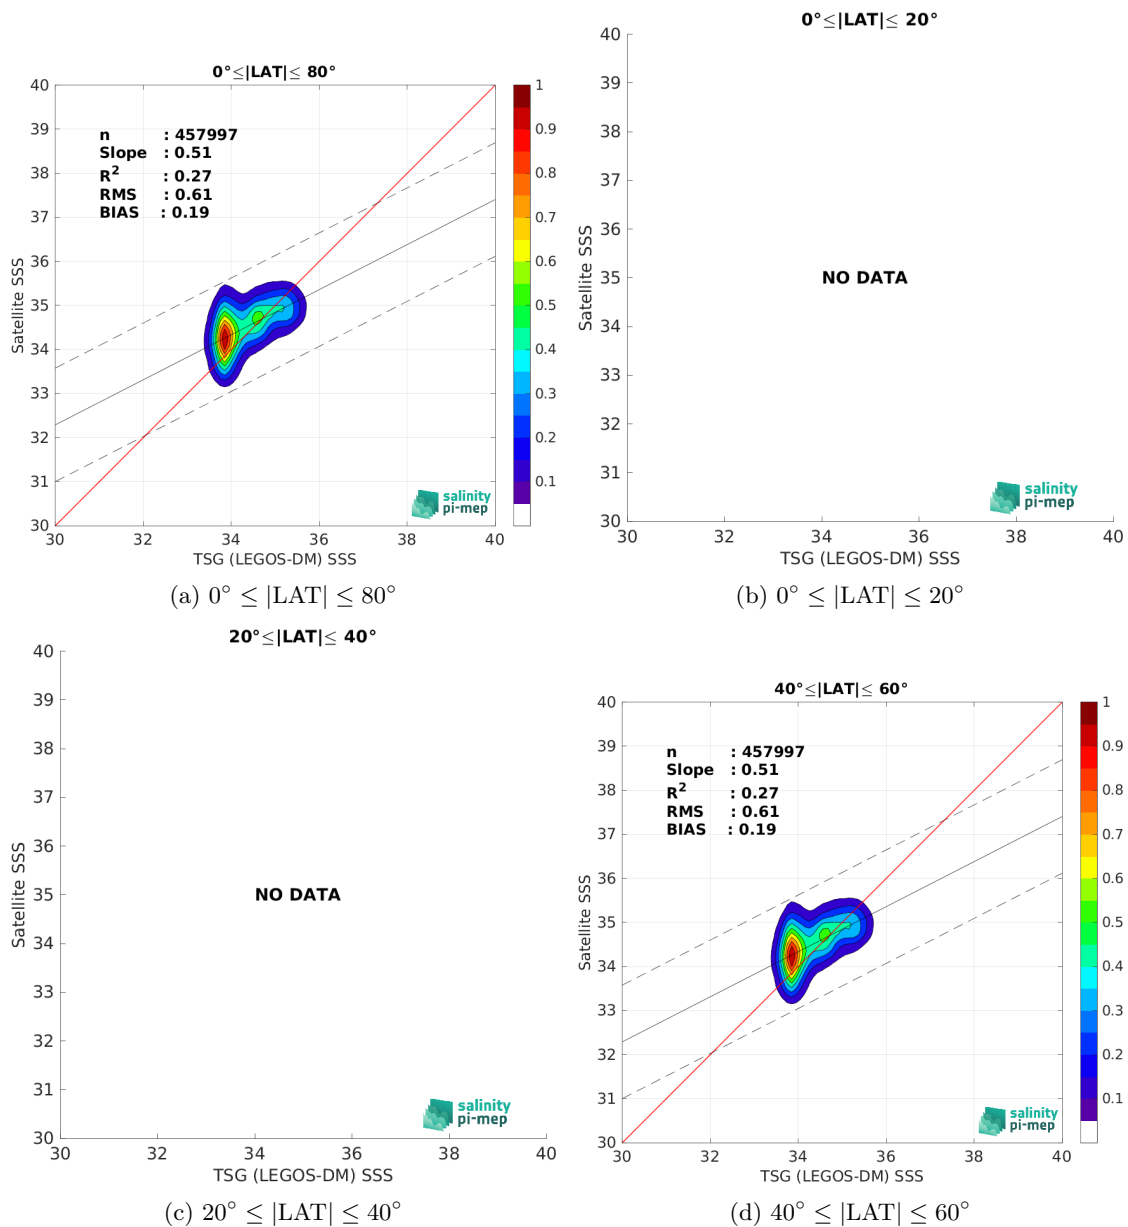 0°≤|LAT|≤ 80°
40
39
38
37
36
35
34
33
32
31
30
Satellite SSS
n : 457997
Slope : 0.51
R² : 0.27
RMS : 0.61
BIAS : 0.19
salinity
pi-mep
30 32 34 36 38 40
TSG (LEGOS-DM) SSS
1
0.9
0.8
0.7
0.6
0.5
0.4
0.3
0.2
0.1
(a) 0° ≤ |LAT| ≤ 80°
0°≤|LAT|≤ 20°
40
39
38
37
36
35
34
33
32
31
30
Satellite SSS
NO DATA
salinity
pi-mep
30 32 34 36 38 40
TSG (LEGOS-DM) SSS
(b) 0° ≤ |LAT| ≤ 20°
20°≤|LAT|≤ 40°
40
39
38
37
36
35
34
33
32
31
30
Satellite SSS
NO DATA
salinity
pi-mep
30 32 34 36 38 40
TSG (LEGOS-DM) SSS
(c) 20° ≤ |LAT| ≤ 40°
40°≤|LAT|≤ 60°
40
39
38
37
36
35
34
33
32
31
30
Satellite SSS
n : 457997
Slope : 0.51
R² : 0.27
RMS : 0.61
BIAS : 0.19
salinity
pi-mep
30 32 34 36 38 40
TSG (LEGOS-DM) SSS
1
0.9
0.8
0.7
0.6
0.5
0.4
0.3
0.2
0.1
(d) 40° ≤ |LAT| ≤ 60°